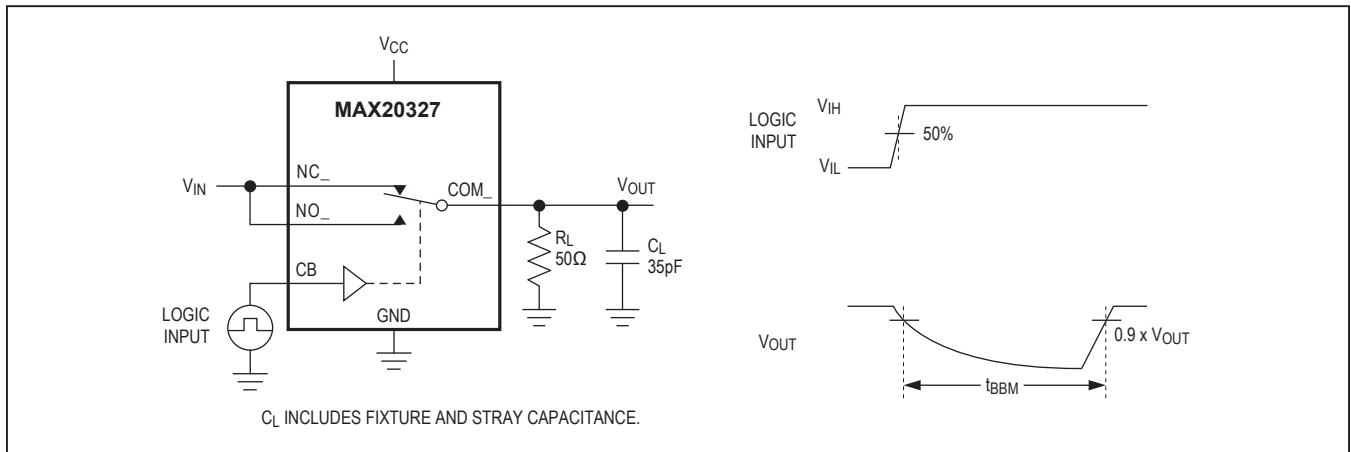 VCC
MAX20327
VIN
NC_
NO_
COM_
VOUT
RL
50Ω
CL
35pF
CB
LOGIC
INPUT
GND
CL INCLUDES FIXTURE AND STRAY CAPACITANCE.
LOGIC
INPUT
VIH
VIL
50%
VOUT
0.9 x VOUT
tBBM